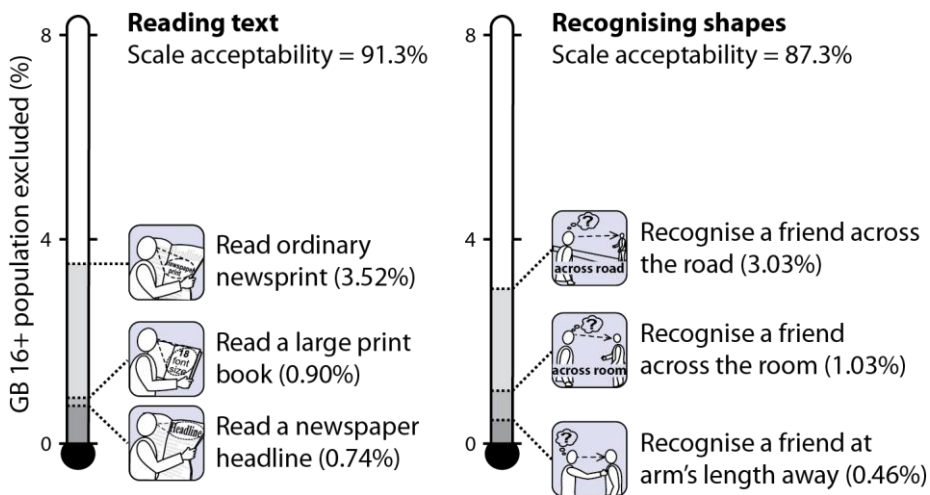 GB 16+ population excluded (%)
8
4
0
Reading text
Scale acceptability = 91.3%
Newspaper
print
Read ordinary
newsprint (3.52%)
18
font
size
Read a large print
book (0.90%)
Headline
Read a newspaper
headline (0.74%)
8
4
0
Recognising shapes
Scale acceptability = 87.3%
?
across road
Recognise a friend across
the road (3.03%)
?
across room
Recognise a friend
across the room (1.03%)
?
Recognise a friend at
arm’s length away (0.46%)